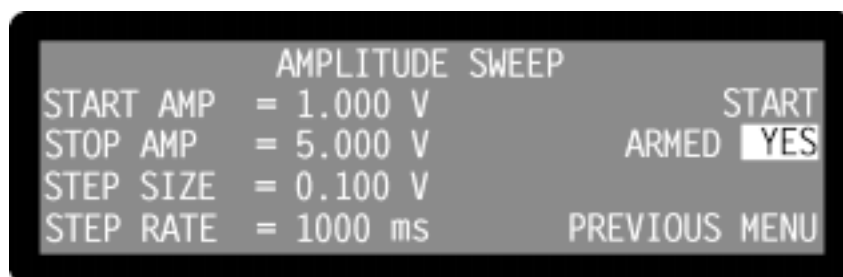 AMPLITUDE SWEEP
START AMP = 1.000 V START
STOP AMP = 5.000 V ARMED YES
STEP SIZE = 0.100 V
STEP RATE = 1000 ms PREVIOUS MENU